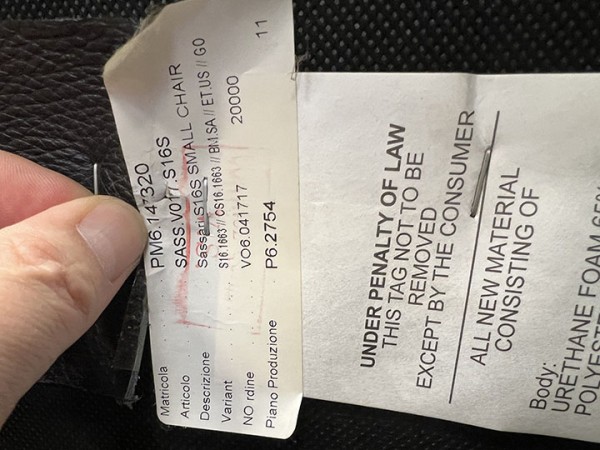 Matricola PM6.147320
Articolo SASS.V017.S16S
Descrizione Sassari S16S SMALL CHAIR
Variant S16.1663 // CS16.1663 // BM.SA // ET.US // GO
NO rdine VO6.041717 20000
Piano Produzione P6.2754 11
UNDER PENALTY OF LAW
THIS TAG NOT TO BE
REMOVED
EXCEPT BY THE CONSUMER
ALL NEW MATERIAL
CONSISTING OF
Body:
URETHANE FOAM